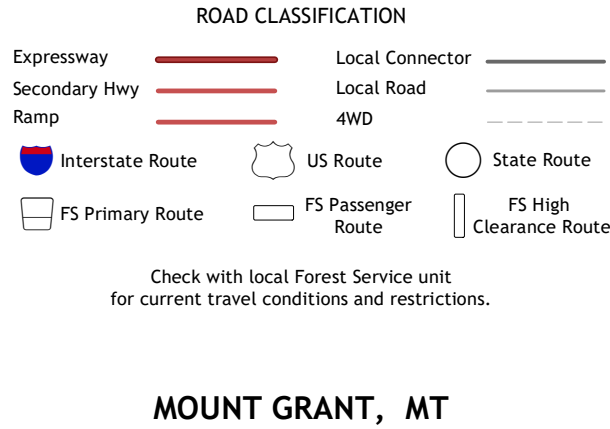 ROAD CLASSIFICATION
Expressway
Local Connector
Secondary Hwy
Local Road
Ramp
4WD
Interstate Route
US Route
State Route
FS Primary Route
FS Passenger
Route
FS High
Clearance Route
Check with local Forest Service unit
for current travel conditions and restrictions.
MOUNT GRANT, MT